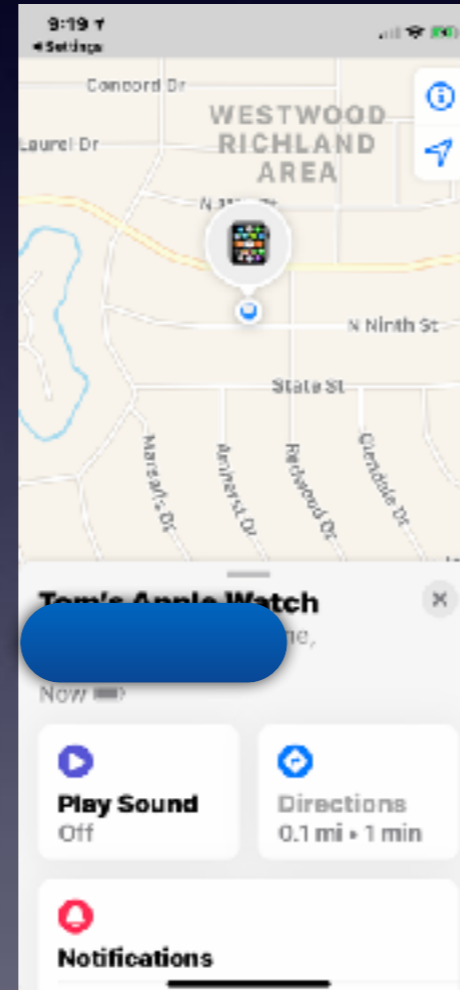 9:19
Settings
Concord Dr
WESTWOOD
RICHLAND
AREA
Laurel Dr
N Ninth St
State St
Amherst Dr
Redwood Dr
Glendale Dr
Tom's Apple Watch
Now
Play Sound
Off
Directions
0.1 mi • 1 min
Notifications